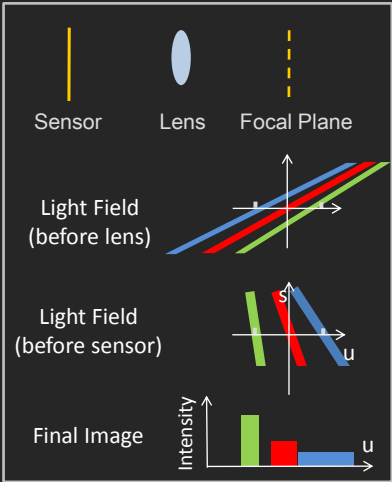 Sensor Lens Focal Plane
Light Field
(before lens)
Light Field
(before sensor)
s
u
Final Image
Intensity
u